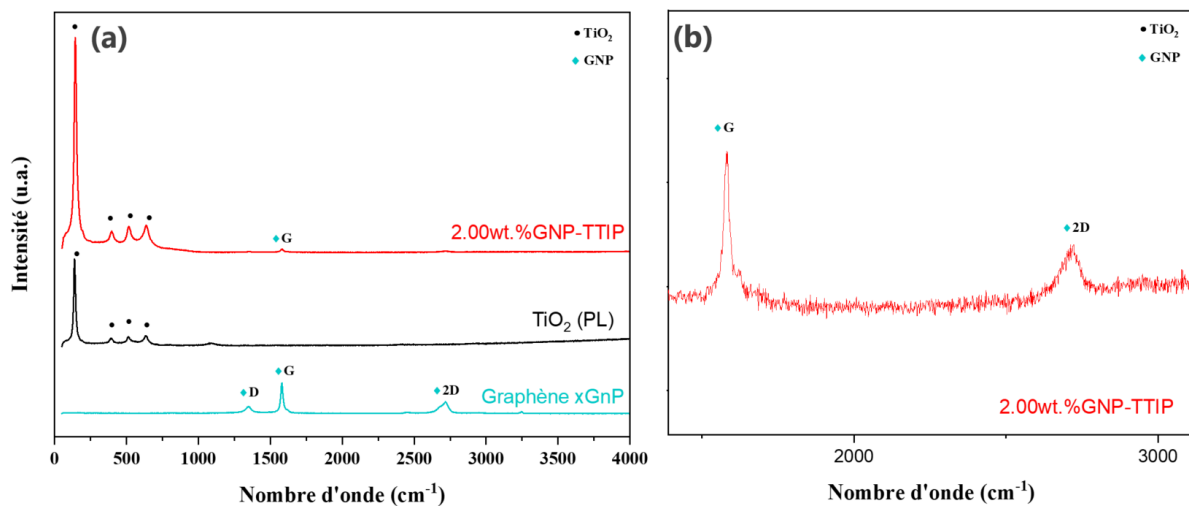 (a)
• TiO₂
◆ GNP
◆ G
2.00wt.%GNP-TTIP
TiO₂ (PL)
◆ D
◆ G
◆ 2D
Graphène xGnP
Intensité (u.a.)
0 500 1000 1500 2000 2500 3000 3500 4000
Nombre d'onde (cm⁻¹)
(b)
• TiO₂
◆ GNP
◆ G
◆ 2D
2.00wt.%GNP-TTIP
2000 3000
Nombre d'onde (cm⁻¹)